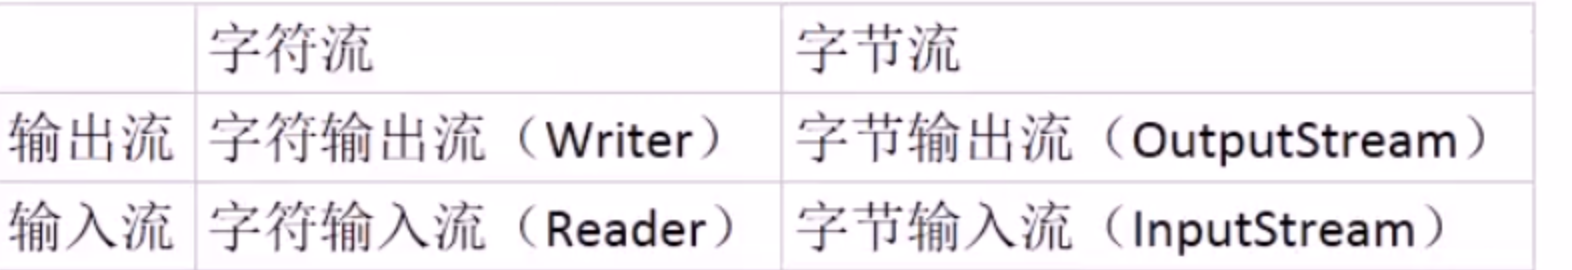 字符流 字节流
输出流 字符输出流（Writer） 字节输出流（OutputStream）
输入流 字符输入流（Reader） 字节输入流（InputStream）